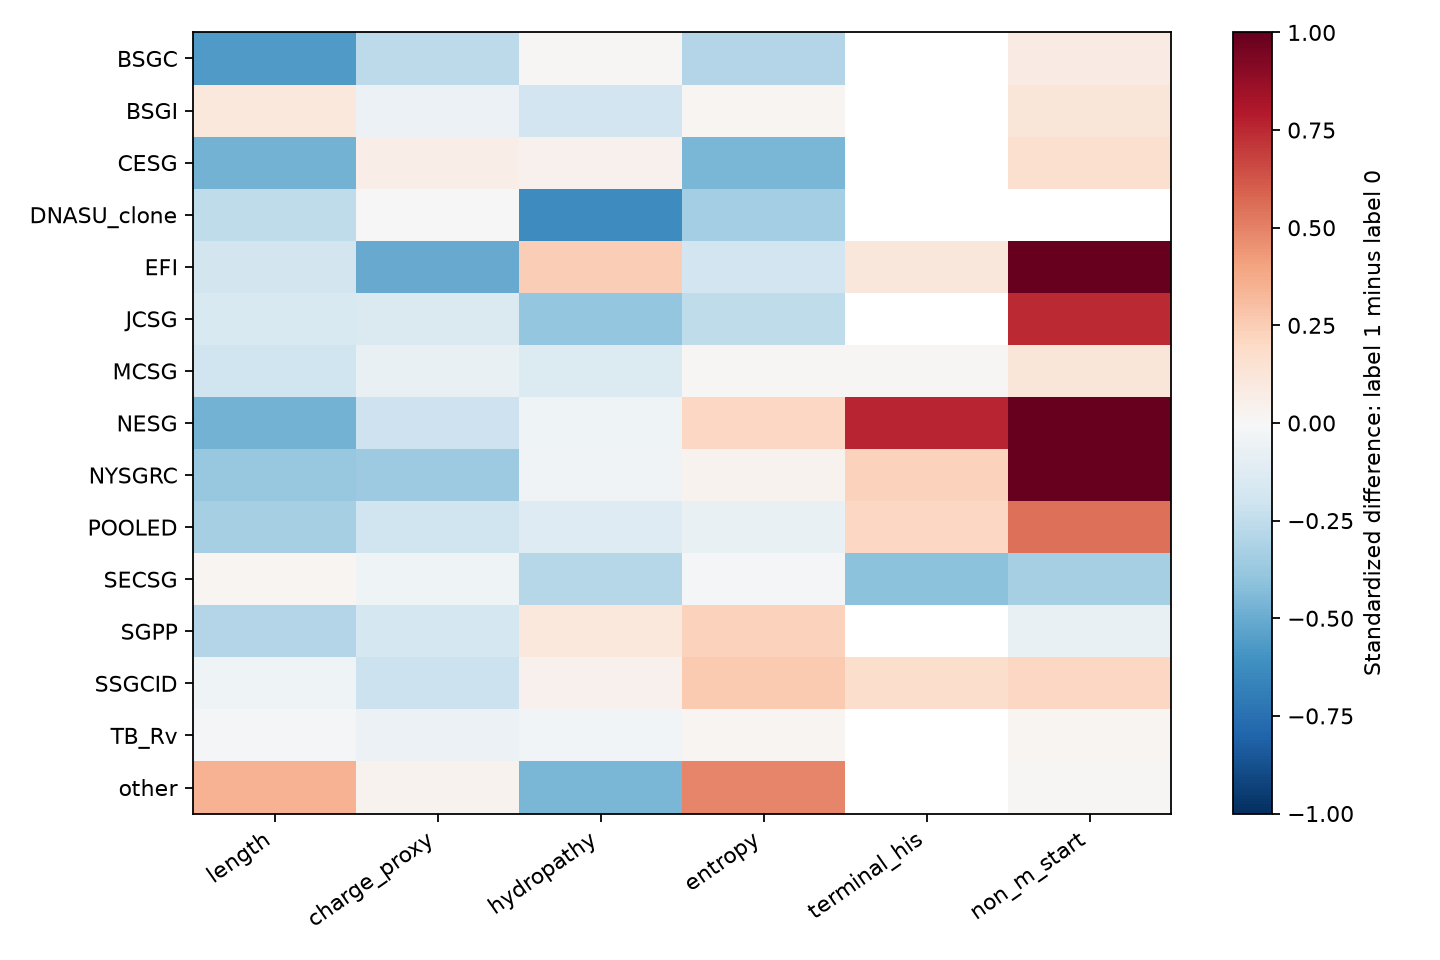 BSGC
BSGI
CESG
DNASU_clone
EFI
JCSG
MCSG
NESG
NYSGRC
POOLED
SECSG
SGPP
SSGCID
TB_Rv
other
length
charge_proxy
hydropathy
entropy
terminal_his
non_m_start
1.00
0.75
0.50
0.25
0.00
−0.25
−0.50
−0.75
−1.00
Standardized difference: label 1 minus label 0